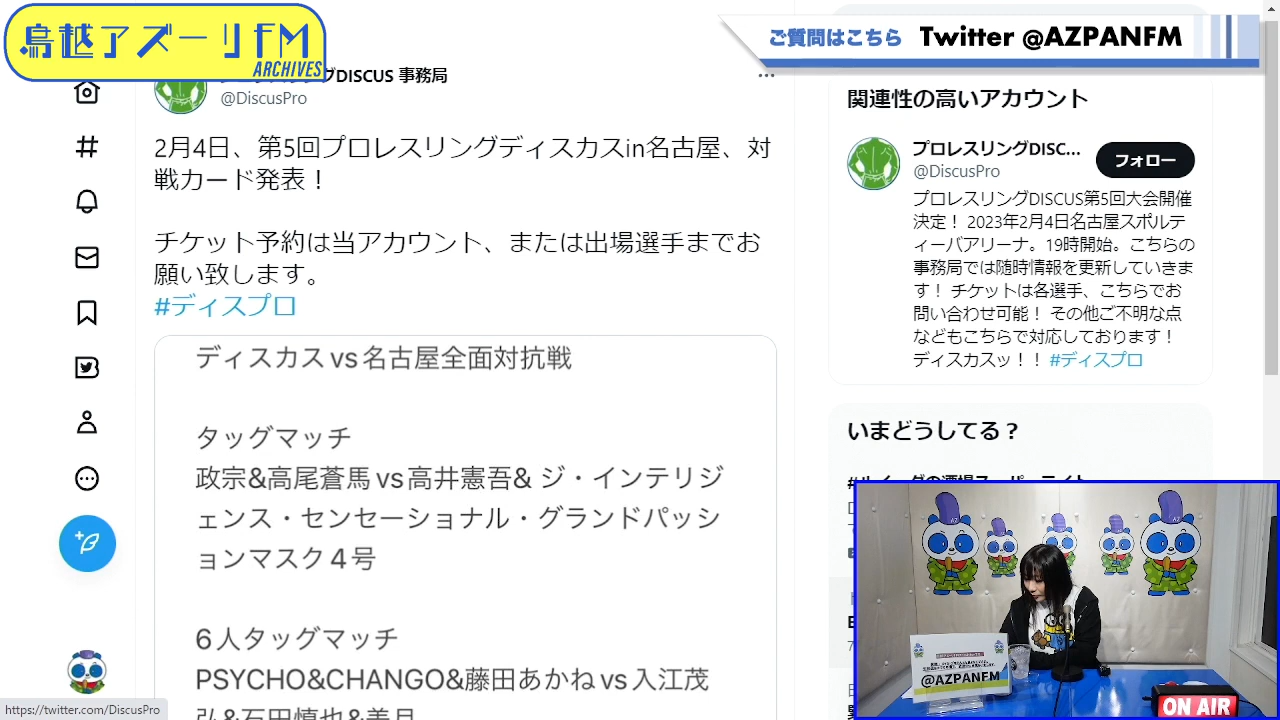 鳥越アズーリFM
ARCHIVES
ご質問はこちら Twitter @AZPANFM
DISCUS 事務局
@DiscusPro
2月4日、第5回プロレスリングディスカスin名古屋、対
戦カード発表！
チケット予約は当アカウント、または出場選手までお
願い致します。
#ディスプロ
ディスカスvs名古屋全面対抗戦
タッグマッチ
政宗&高尾蒼馬vs高井憲吾& ジ・インテリジ
ェンス・センセーショナル・グランドパッシ
ョンマスク４号
６人タッグマッチ
PSYCHO&CHANGO&藤田あかねvs入江茂
弘&石田慎也&美月
関連性の高いアカウント
プロレスリングDISC...
フォロー
@DiscusPro
プロレスリングDISCUS第5回大会開催
決定！ 2023年2月4日名古屋スポルテ
ィーバアリーナ。19時開始。こちらの
事務局では随時情報を更新していきま
す！ チケットは各選手、こちらでお
問い合わせ可能！ その他ご不明な点
などもこちらで対応しております！
ディスカスッ！！ #ディスプロ
いまどうしてる？
@AZPANFM
ON AIR
https://twitter.com/DiscusPro